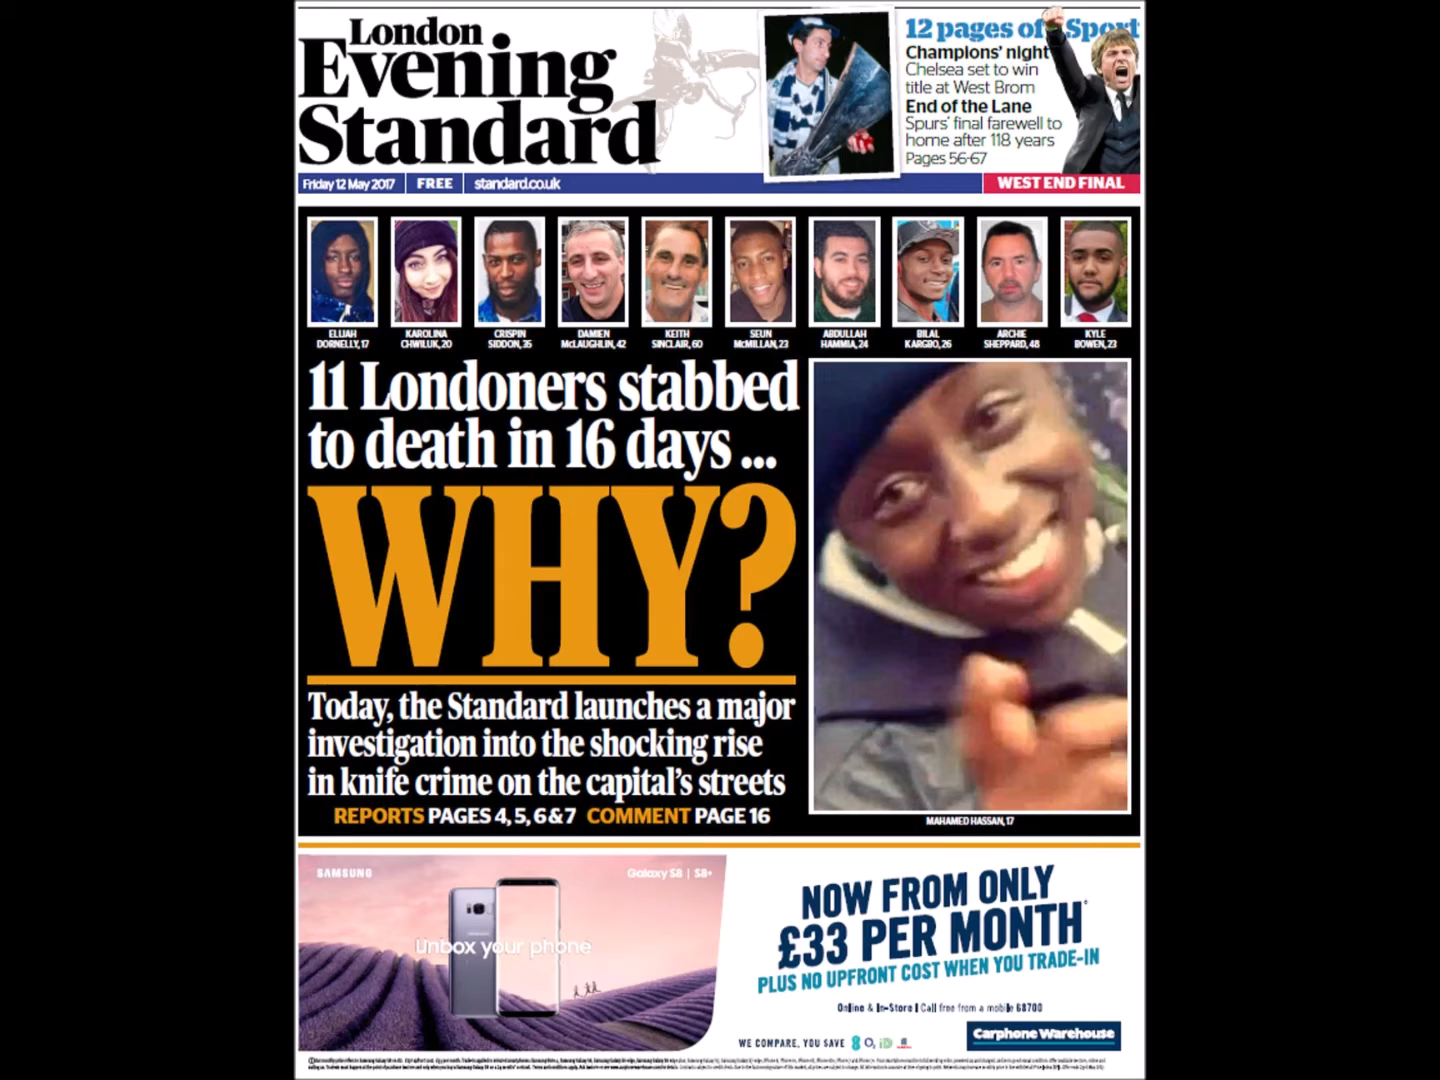 London
Evening
Standard
12 pages of Sport
Champions' night
Chelsea set to win
title at West Brom
End of the Lane
Spurs' final farewell to
home after 118 years
Pages 56-67
Friday 12 May 2017 FREE standard.co.uk
WEST END FINAL
ELIJAH
DORNELLY, 17
KAROLINA
CHWILUK, 20
CRISPIN
SIDDON, 35
DAMIEN
McLAUGHLIN, 42
KEITH
SINCLAIR, 60
SEUN
McMILLAN, 23
ABDULLAH
HAMMIA, 24
BILAL
KARGBO, 26
ARCHIE
SHEPPARD, 48
KYLE
BOWEN, 23
11 Londoners stabbed
to death in 16 days ...
WHY?
Today, the Standard launches a major
investigation into the shocking rise
in knife crime on the capital's streets
REPORTS PAGES 4, 5, 6 & 7 COMMENT PAGE 16
MAHAMED HASSAN, 17
SAMSUNG
Galaxy S8 | S8+
Unbox your phone
NOW FROM ONLY
£33 PER MONTH*
PLUS NO UPFRONT COST WHEN YOU TRADE-IN
Online & In-Store | Call free from a mobile 68700
WE COMPARE, YOU SAVE
O₂ iD
Carphone Warehouse